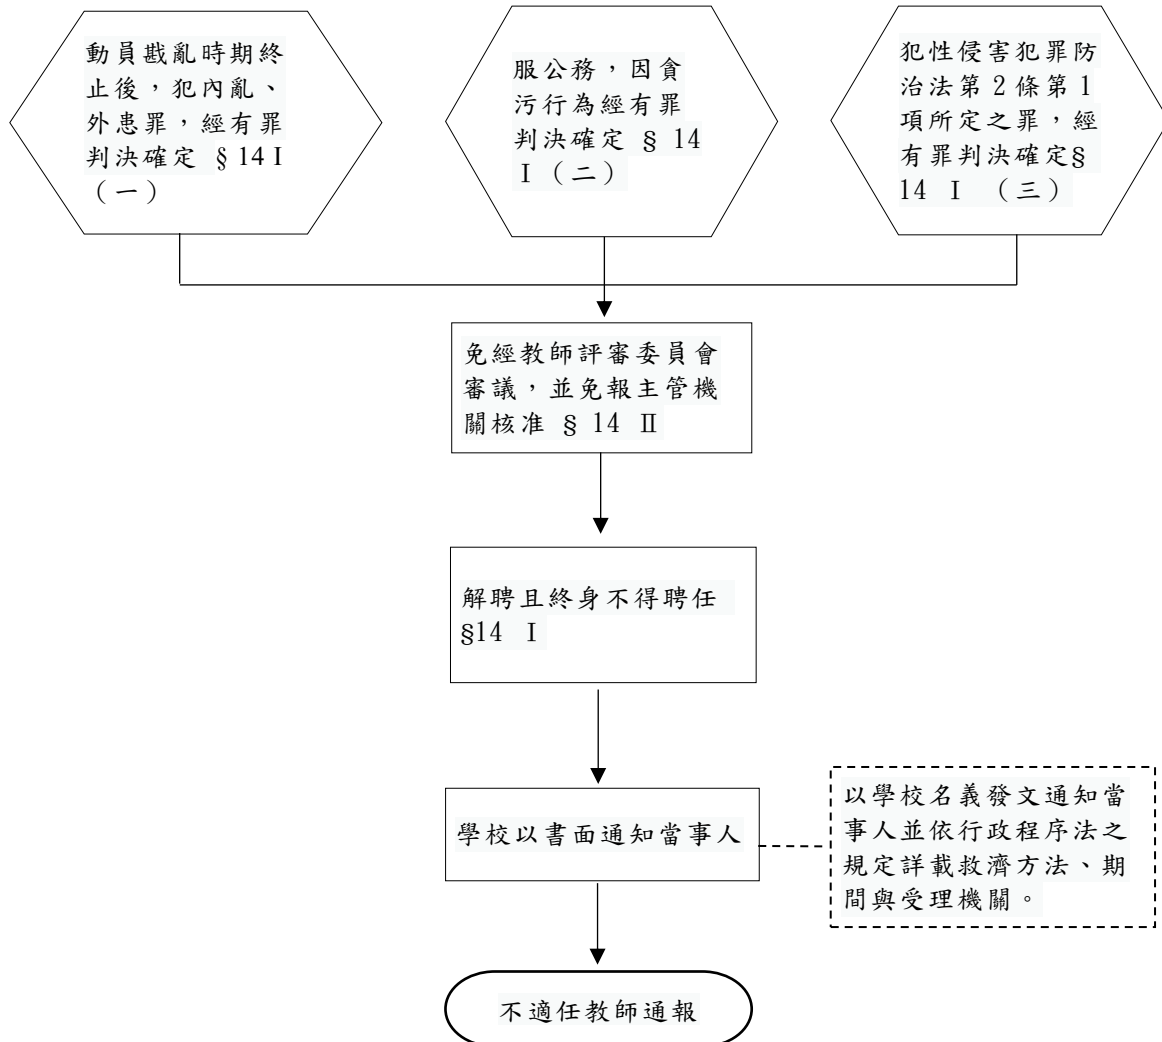 動員戡亂時期終
止後，犯內亂、
外患罪，經有罪
判決確定 §14Ⅰ
（一）
服公務，因貪
污行為經有罪
判決確定 § 14
Ⅰ（二）
犯性侵害犯罪防
治法第 2 條第 1
項所定之罪，經
有罪判決確定§
14 Ⅰ （三）
免經教師評審委員會
審議，並免報主管機
關核准 § 14 Ⅱ
解聘且終身不得聘任
§14 Ⅰ
學校以書面通知當事人
以學校名義發文通知當
事人並依行政程序法之
規定詳載救濟方法、期
間與受理機關。
不適任教師通報